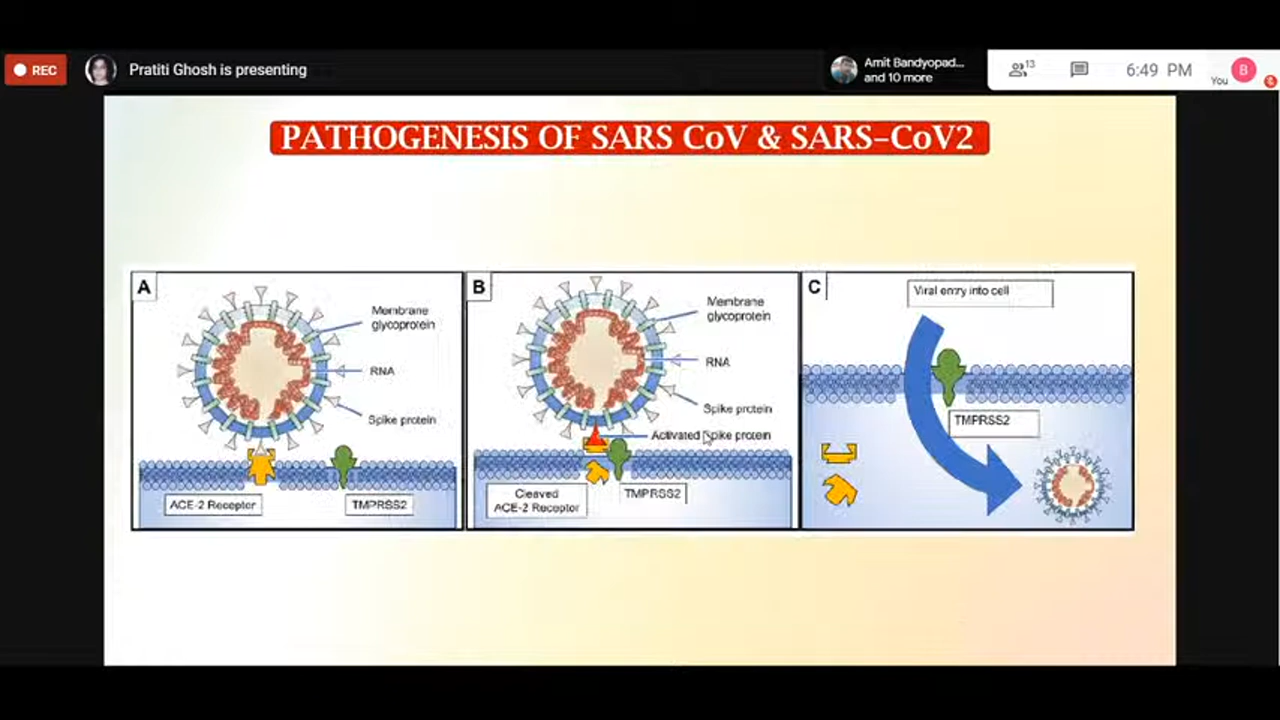 REC
Pratiti Ghosh is presenting
Amit Bandyopad...
and 10 more
13
6:49 PM
You
B
PATHOGENESIS OF SARS CoV & SARS-CoV2
A
Membrane
glycoprotein
RNA
Spike protein
ACE-2 Receptor
TMPRSS2
B
Membrane
glycoprotein
RNA
Spike protein
Activated Spike protein
Cleaved
ACE-2 Receptor
TMPRSS2
C
Viral entry into cell
TMPRSS2